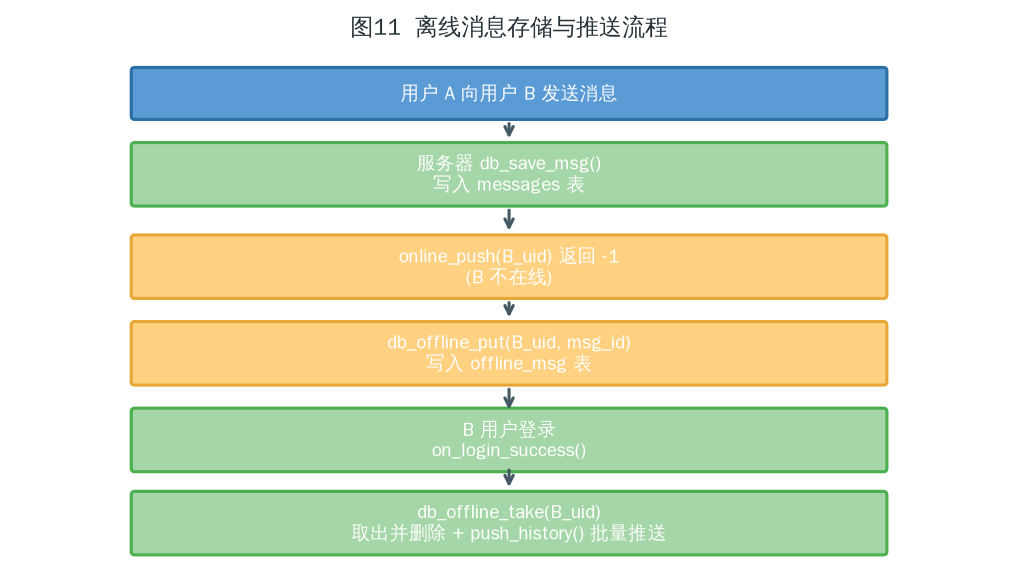 图11 离线消息存储与推送流程
用户 A 向用户 B 发送消息
服务器 db_save_msg()
写入 messages 表
online_push(B_uid) 返回 -1
(B 不在线)
db_offline_put(B_uid, msg_id)
写入 offline_msg 表
B 用户登录
on_login_success()
db_offline_take(B_uid)
取出并删除 + push_history() 批量推送